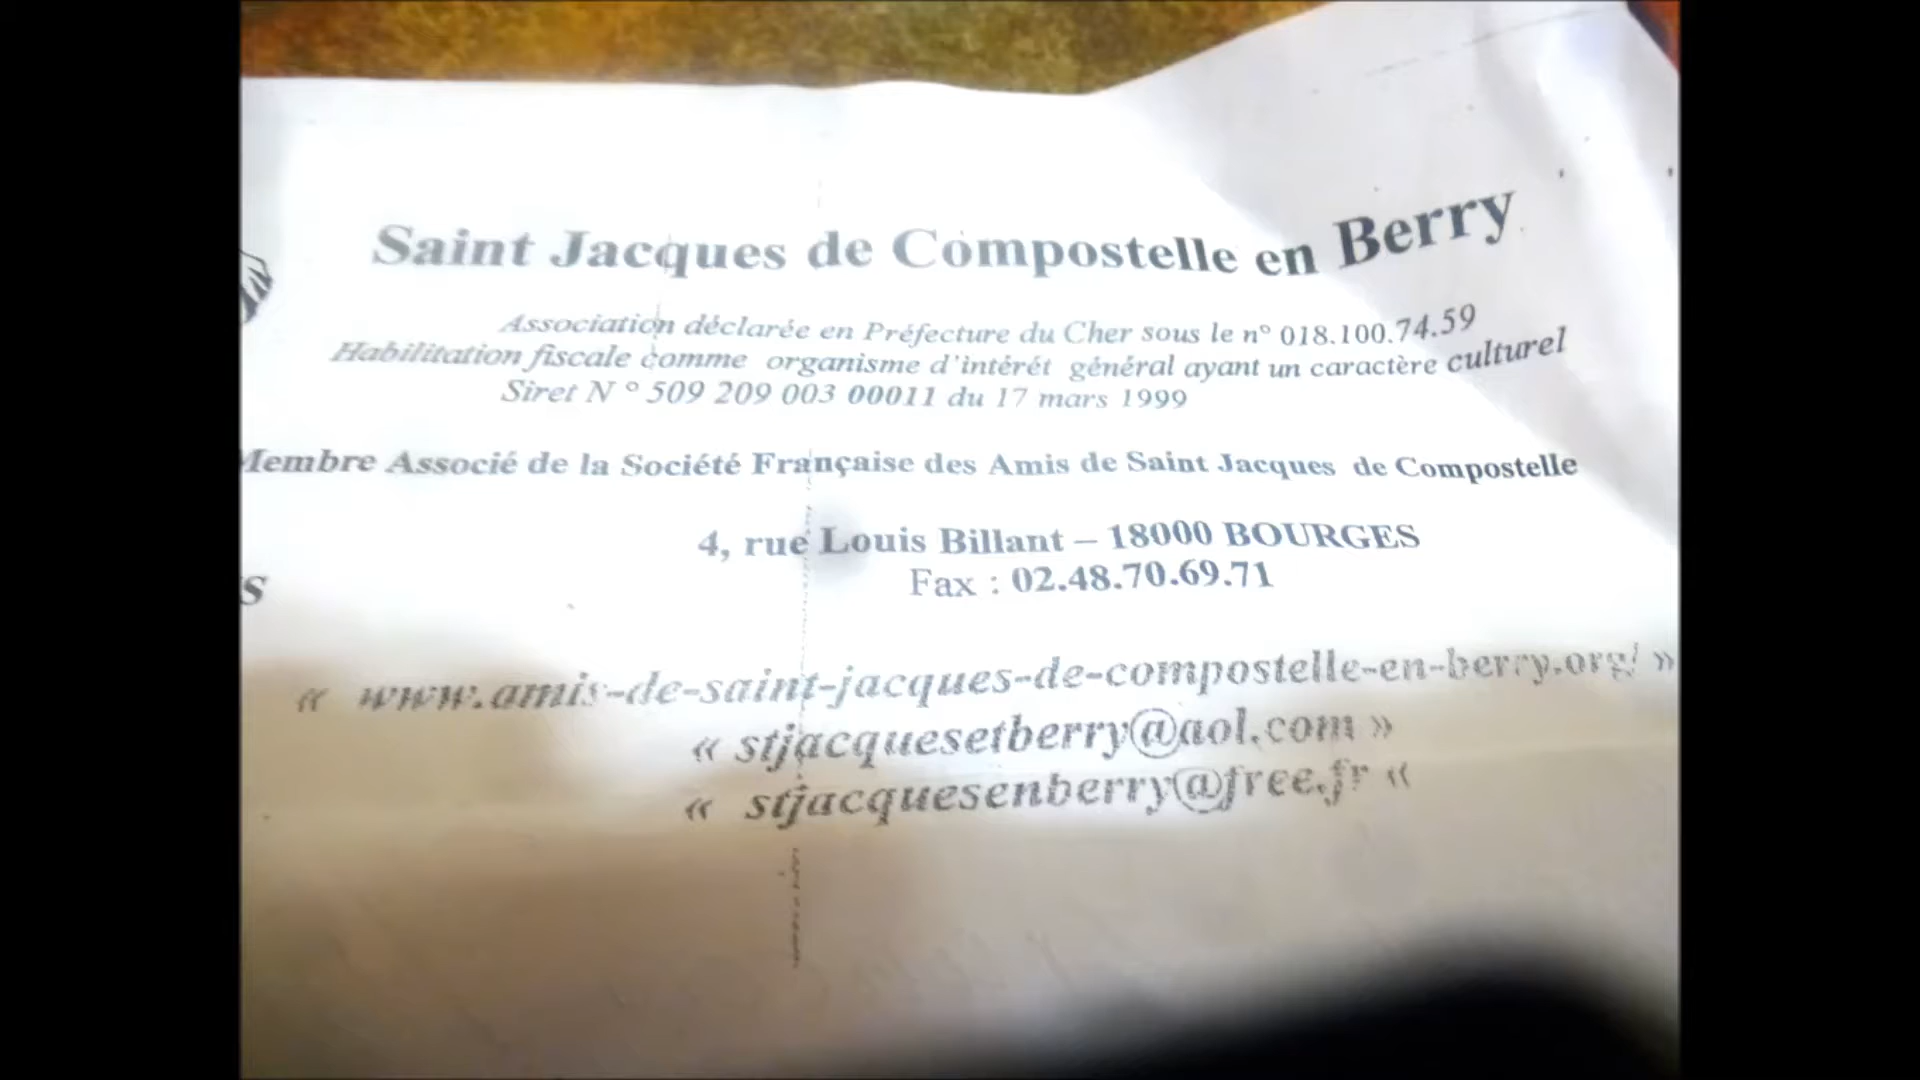 Saint Jacques de Compostelle en Berry
Association déclarée en Préfecture du Cher sous le n° 018.100.74.59
Habilitation fiscale comme organisme d'intérét général ayant un caractère culturel
Siret N ° 509 209 003 00011 du 17 mars 1999
Membre Associé de la Société Française des Amis de Saint Jacques de Compostelle
4, rue Louis Billant – 18000 BOURGES
Fax : 02.48.70.69.71
S
« www.amis-de-saint-jacques-de-compostelle-en-berry.org/ »
« stjacquesetberry@aol.com »
« stjacquesenberry@free.fr «